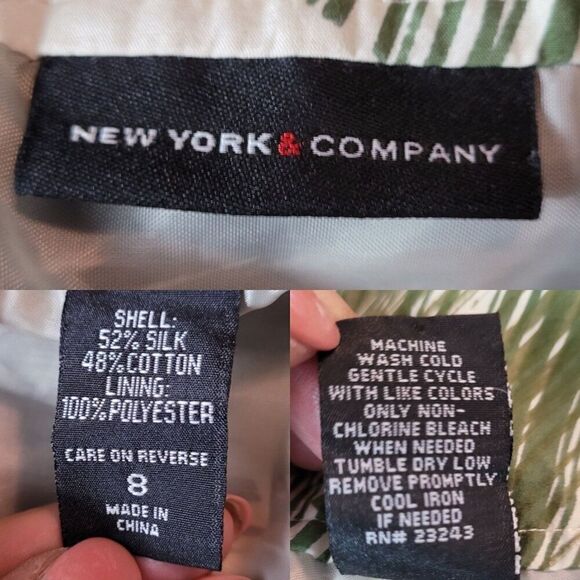 NEW YORK & COMPANY
SHELL:
52% SILK
48% COTTON
LINING:
100% POLYESTER
CARE ON REVERSE
8
MADE IN
CHINA
MACHINE
WASH COLD
GENTLE CYCLE
WITH LIKE COLORS
ONLY NON-
CHLORINE BLEACH
WHEN NEEDED
TUMBLE DRY LOW
REMOVE PROMPTLY
COOL IRON
IF NEEDED
RN# 23243